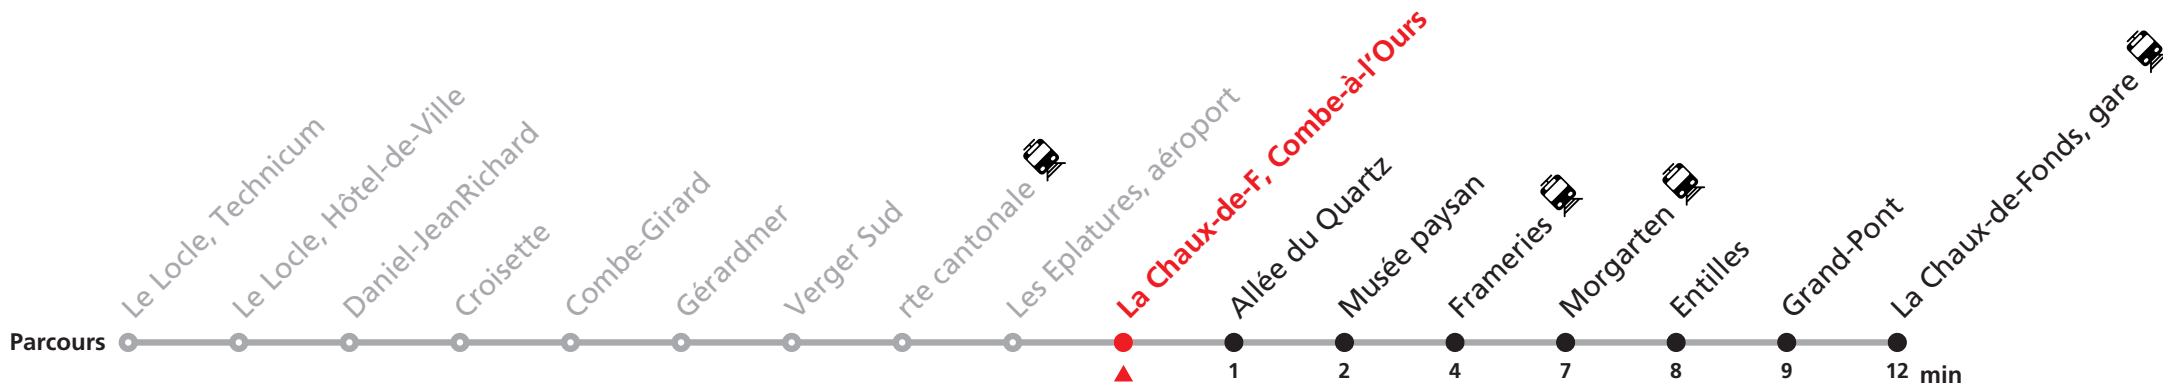 Le Locle, Technicum
Le Locle, Hôtel-de-Ville
Daniel-JeanRichard
Croisette
Combe-Girard
Gérardmer
Verger Sud
rte cantonale
Les Eplatures, aéroport
La Chaux-de-F, Combe-à-l'Ours
Allée du Quartz
Musée paysan
Frameries
Morgarten
Entilles
Grand-Pont
La Chaux-de-Fonds, gare
Parcours
1 2 4 7 8 9 12 min